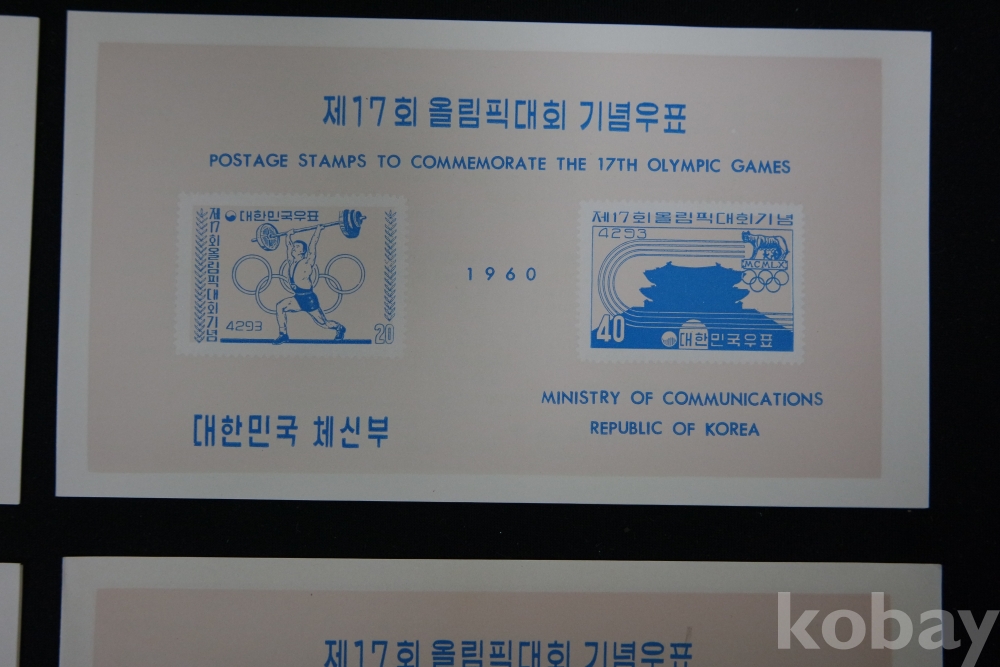 제17회 올림픽대회 기념우표
POSTAGE STAMPS TO COMMEMORATE THE 17TH OLYMPIC GAMES
대한민국우표
제17회올림픽대회기념
4293
20
1960
제17회올림픽대회기념
4293
MCMLX
40
대한민국우표
대한민국 체신부
MINISTRY OF COMMUNICATIONS
REPUBLIC OF KOREA
제17회 올림픽대회 기념우표
kobay